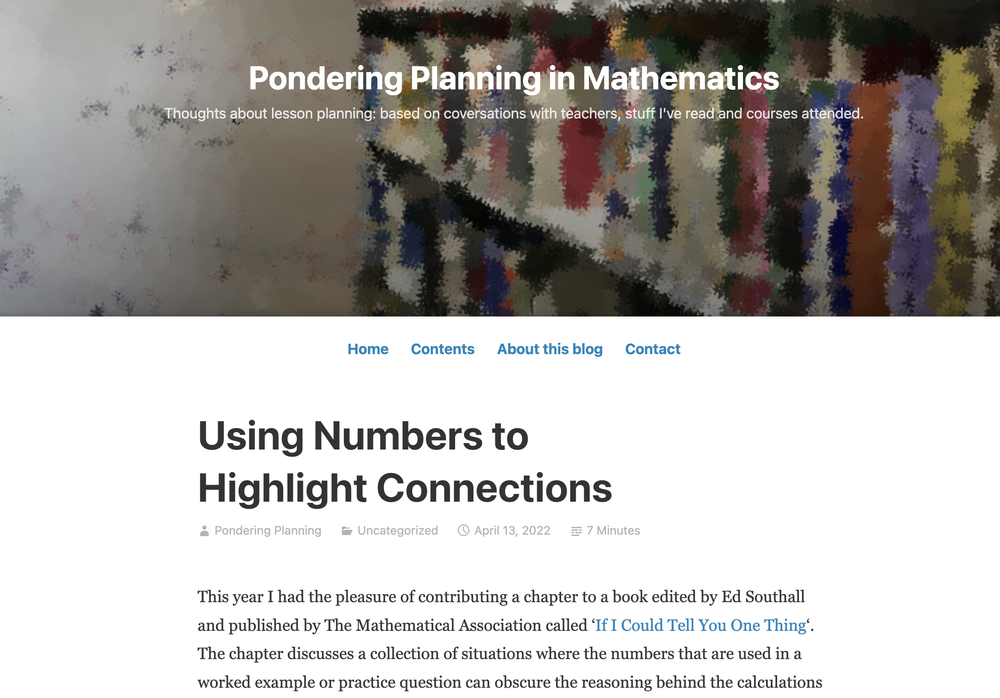 Pondering Planning in Mathematics
Thoughts about lesson planning: based on coversations with teachers, stuff I've read and courses attended.
Home Contents About this blog Contact
Using Numbers to
Highlight Connections
Pondering Planning Uncategorized April 13, 2022 7 Minutes
This year I had the pleasure of contributing a chapter to a book edited by Ed Southall
and published by The Mathematical Association called ‘If I Could Tell You One Thing‘.
The chapter discusses a collection of situations where the numbers that are used in a
worked example or practice question can obscure the reasoning behind the calculations